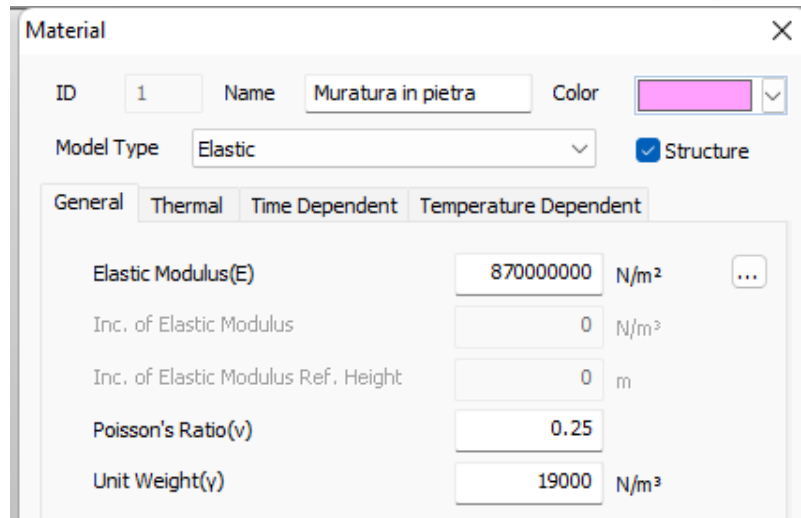 Material
ID 1 Name Muratura in pietra Color
Model Type Elastic Structure
General Thermal Time Dependent Temperature Dependent
Elastic Modulus(E) 870000000 N/m² ...
Inc. of Elastic Modulus 0 N/m³
Inc. of Elastic Modulus Ref. Height 0 m
Poisson's Ratio(ν) 0.25
Unit Weight(γ) 19000 N/m³